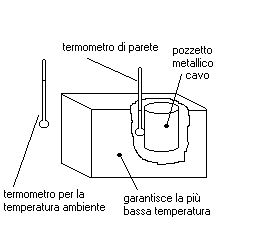 termometro di parete
pozzetto
metallico
cavo
termometro per la
temperatura ambiente
garantisce la più
bassa temperatura